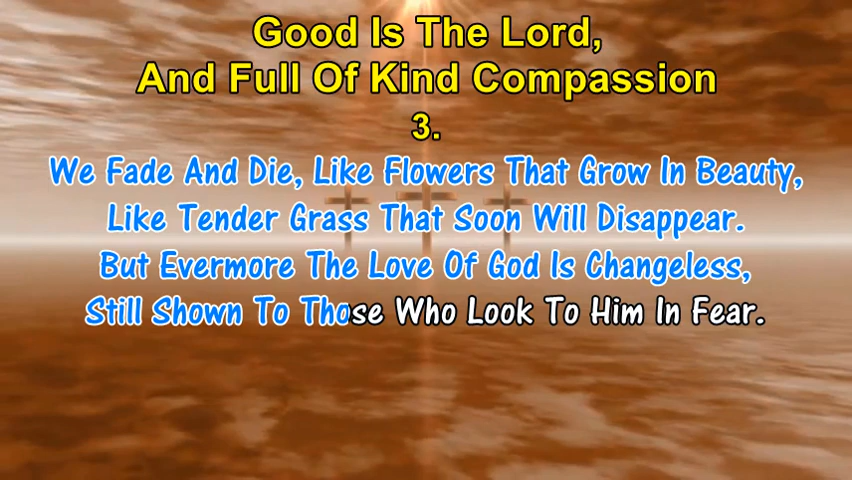 Good Is The Lord,
And Full Of Kind Compassion
3.
We Fade And Die, Like Flowers That Grow In Beauty,
Like Tender Grass That Soon Will Disappear.
But Evermore The Love Of God Is Changeless,
Still Shown To Those Who Look To Him In Fear.